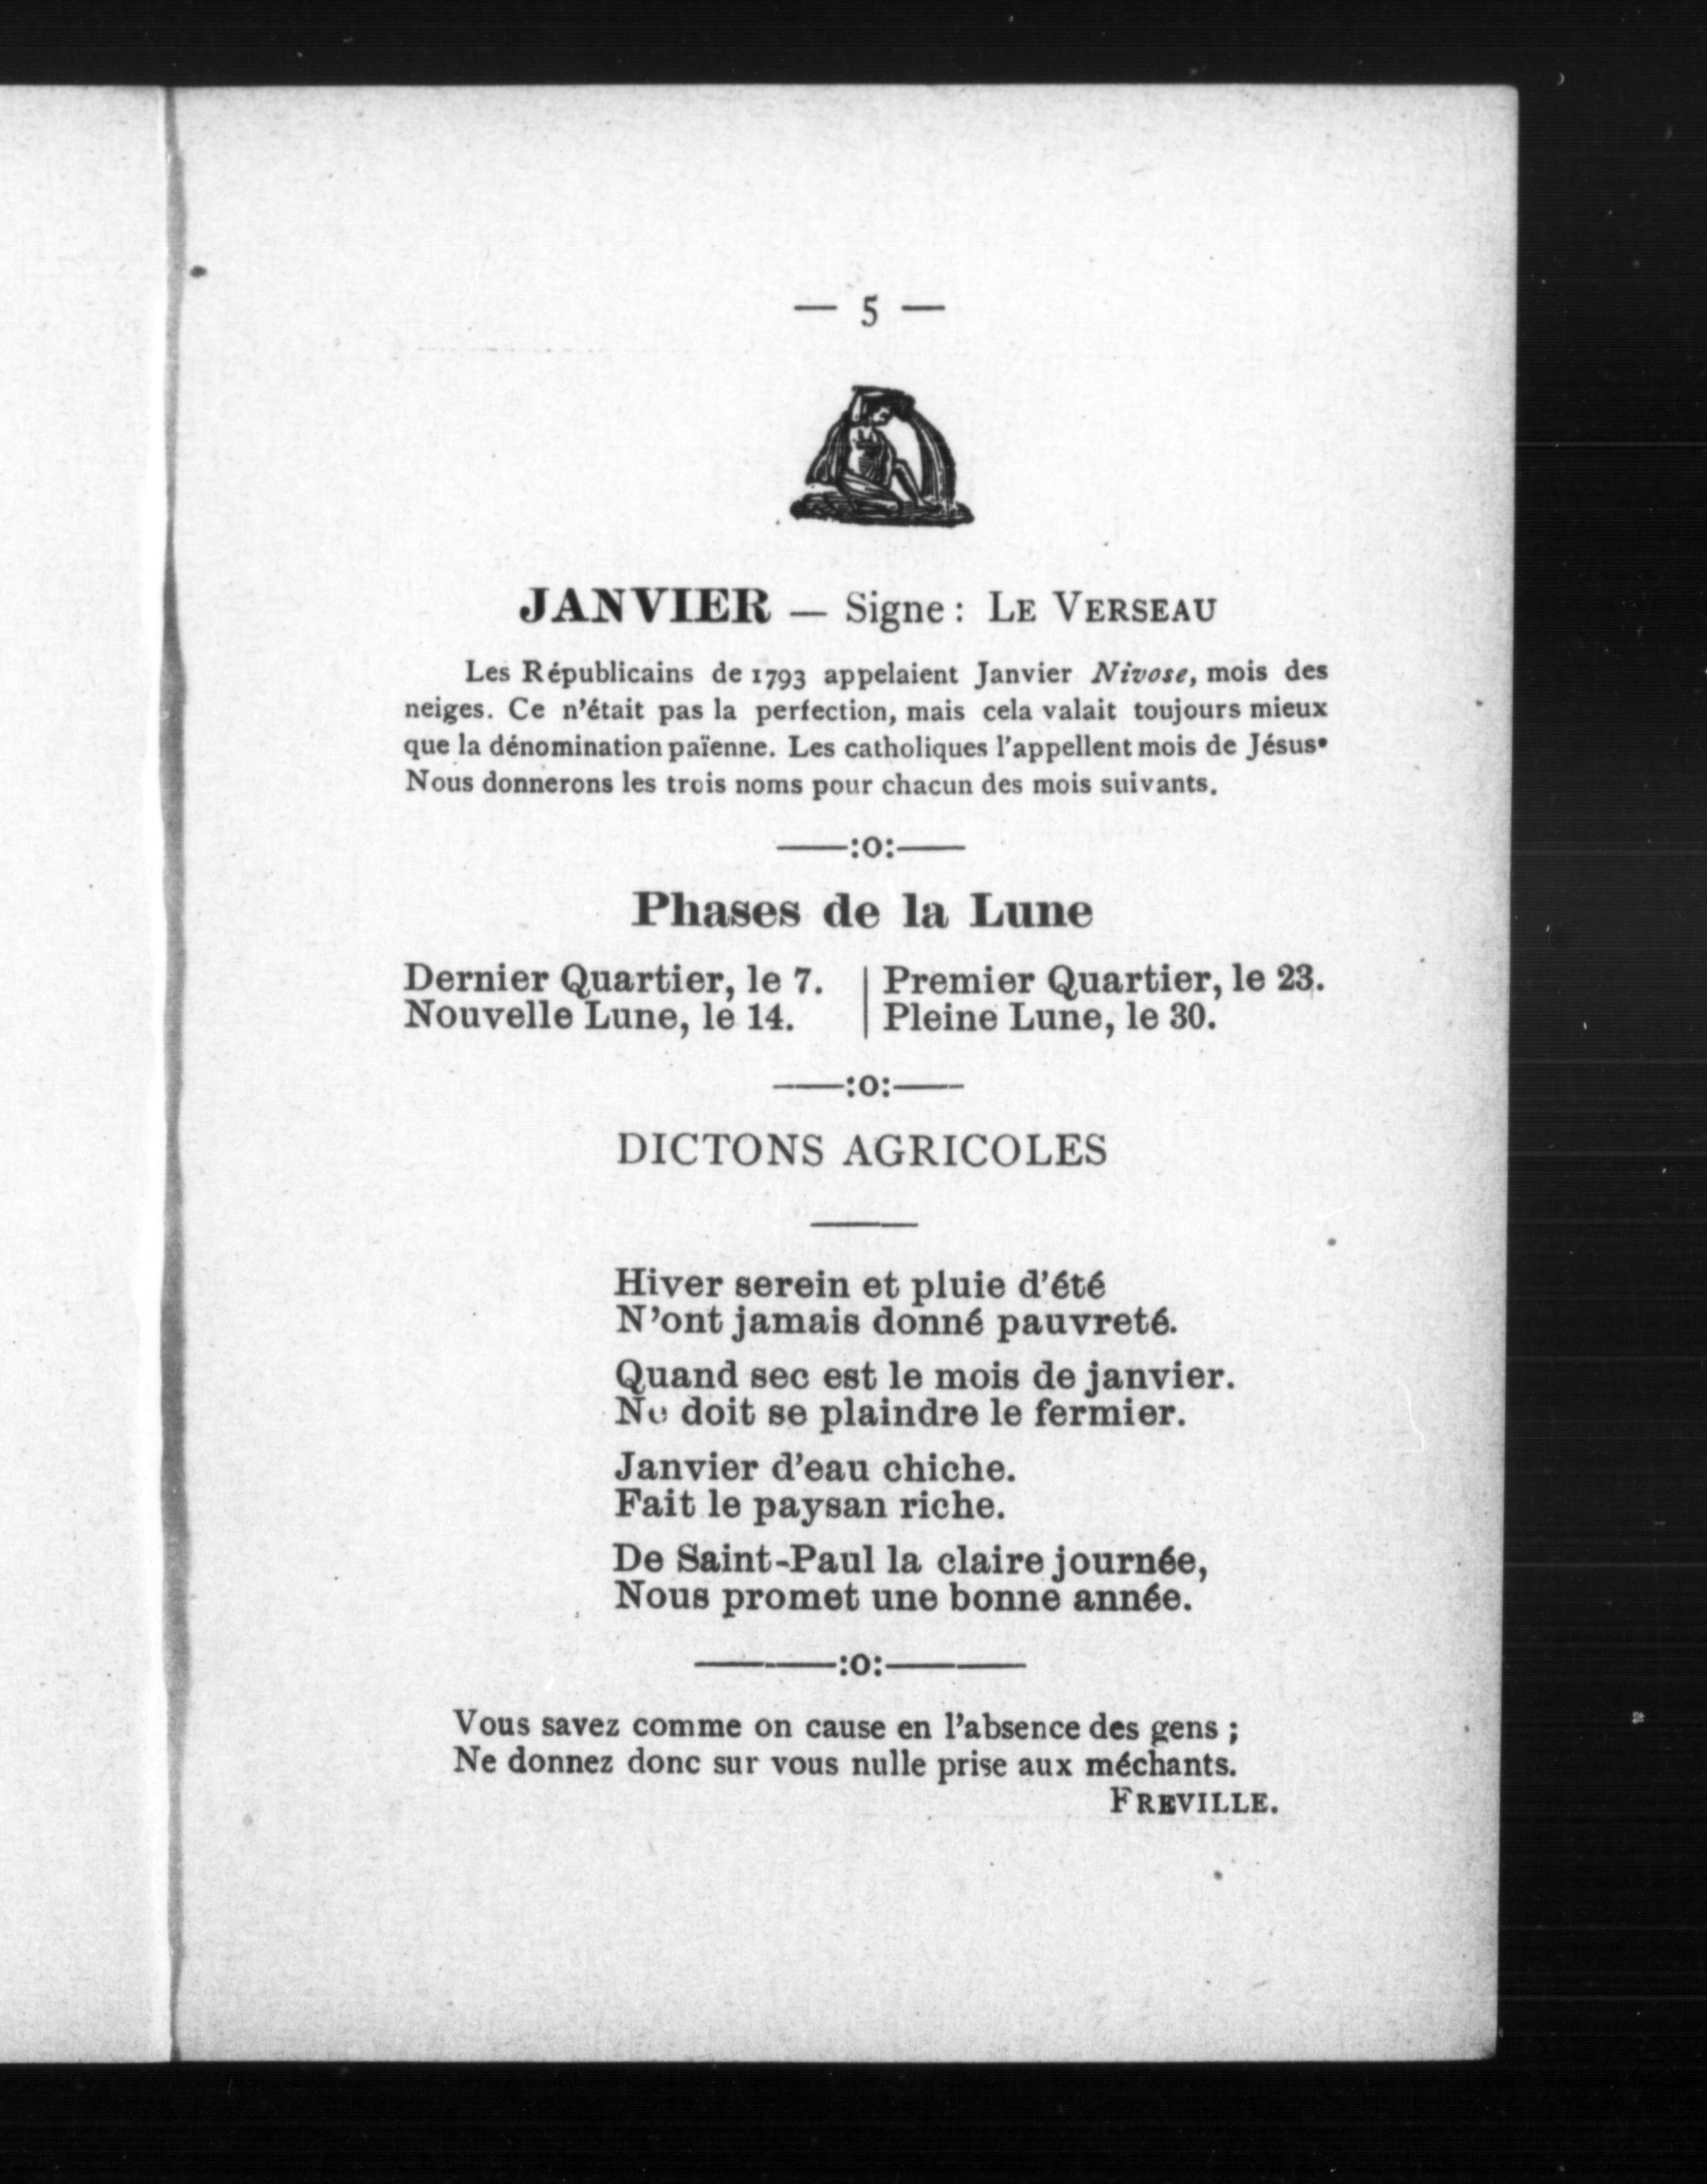 — 5 —
JANVIER — Signe : LE VERSEAU
Les Républicains de 1793 appelaient Janvier Nivose, mois des
neiges. Ce n'était pas la perfection, mais cela valait toujours mieux
que la dénomination païenne. Les catholiques l'appellent mois de Jésus•
Nous donnerons les trois noms pour chacun des mois suivants.
——:o:——
Phases de la Lune
Dernier Quartier, le 7. | Premier Quartier, le 23.
Nouvelle Lune, le 14. | Pleine Lune, le 30.
——:o:——
DICTONS AGRICOLES
Hiver serein et pluie d'été
N'ont jamais donné pauvreté.
Quand sec est le mois de janvier.
Ne doit se plaindre le fermier.
Janvier d'eau chiche.
Fait le paysan riche.
De Saint-Paul la claire journée,
Nous promet une bonne année.
————:o:————
Vous savez comme on cause en l'absence des gens ;
Ne donnez donc sur vous nulle prise aux méchants.
FREVILLE.